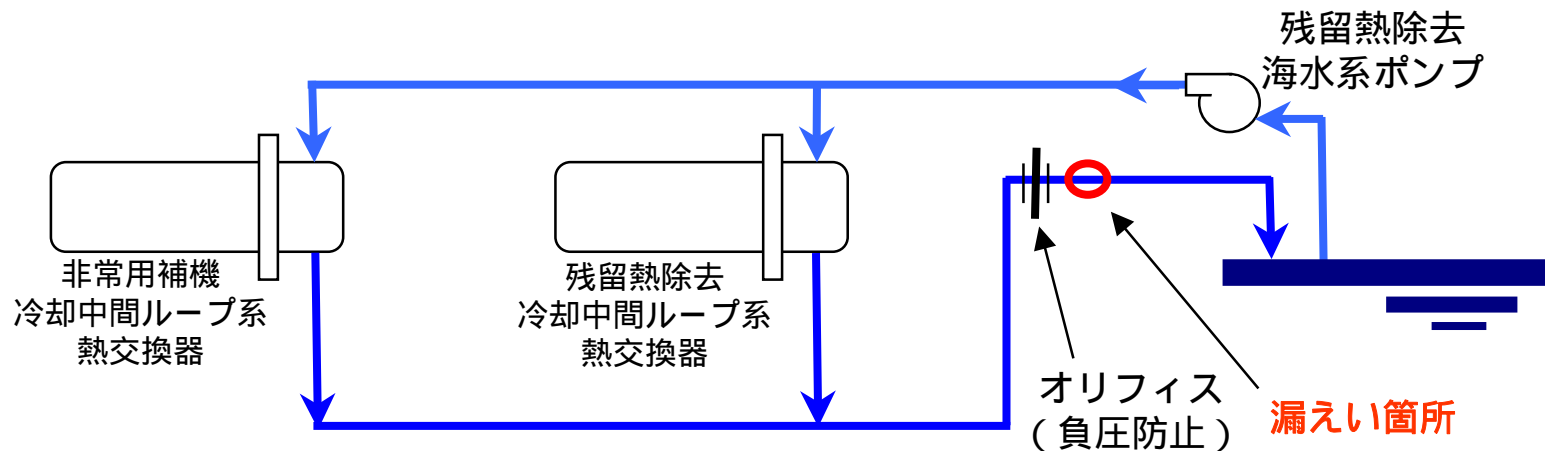 残留熱除去
海水系ポンプ
非常用補機
冷却中間ループ系
熱交換器
残留熱除去
冷却中間ループ系
熱交換器
オリフィス
（負圧防止）
漏えい箇所